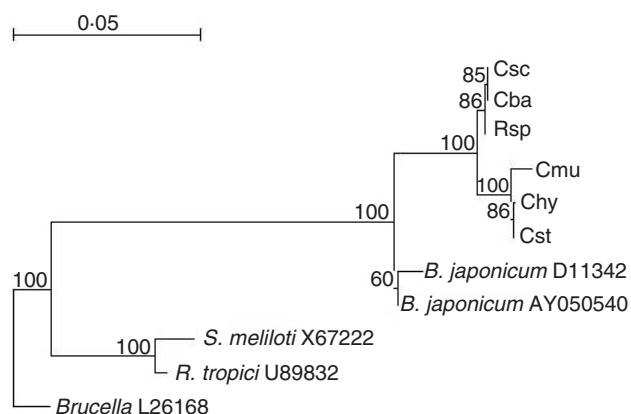 0·05
85
Csc
86
Cba
Rsp
100
100
Cmu
Chy
86
Cst
100
B. japonicum D11342
60
B. japonicum AY050540
100
S. meliloti X67222
100
R. tropici U89832
Brucella L26168